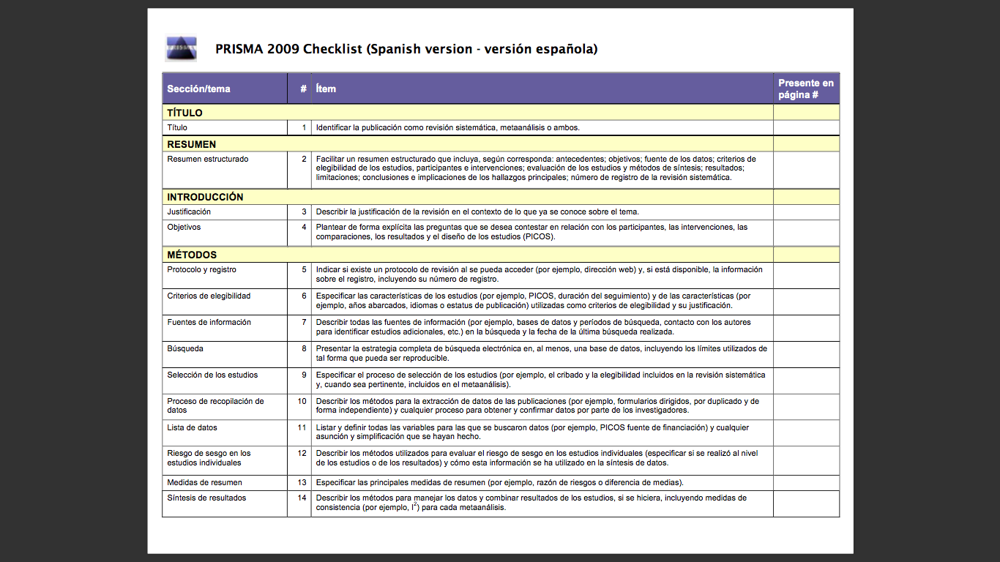 PRISMA
PRISMA 2009 Checklist (Spanish version - versión española)
Sección/tema # Ítem Presente en página #
TÍTULO
Título 1 Identificar la publicación como revisión sistemática, metaanálisis o ambos.
RESUMEN
Resumen estructurado 2 Facilitar un resumen estructurado que incluya, según corresponda: antecedentes; objetivos; fuente de los datos; criterios de
elegibilidad de los estudios, participantes e intervenciones; evaluación de los estudios y métodos de síntesis; resultados;
limitaciones; conclusiones e implicaciones de los hallazgos principales; número de registro de la revisión sistemática.
INTRODUCCIÓN
Justificación 3 Describir la justificación de la revisión en el contexto de lo que ya se conoce sobre el tema.
Objetivos 4 Plantear de forma explícita las preguntas que se desea contestar en relación con los participantes, las intervenciones, las
comparaciones, los resultados y el diseño de los estudios (PICOS).
MÉTODOS
Protocolo y registro 5 Indicar si existe un protocolo de revisión al se pueda acceder (por ejemplo, dirección web) y, si está disponible, la información
sobre el registro, incluyendo su número de registro.
Criterios de elegibilidad 6 Especificar las características de los estudios (por ejemplo, PICOS, duración del seguimiento) y de las características (por
ejemplo, años abarcados, idiomas o estatus de publicación) utilizadas como criterios de elegibilidad y su justificación.
Fuentes de información 7 Describir todas las fuentes de información (por ejemplo, bases de datos y períodos de búsqueda, contacto con los autores
para identificar estudios adicionales, etc.) en la búsqueda y la fecha de la última búsqueda realizada.
Búsqueda 8 Presentar la estrategia completa de búsqueda electrónica en, al menos, una base de datos, incluyendo los límites utilizados de
tal forma que pueda ser reproducible.
Selección de los estudios 9 Especificar el proceso de selección de los estudios (por ejemplo, el cribado y la elegibilidad incluidos en la revisión sistemática
y, cuando sea pertinente, incluidos en el metaanálisis).
Proceso de recopilación de datos 10 Describir los métodos para la extracción de datos de las publicaciones (por ejemplo, formularios dirigidos, por duplicado y de
forma independiente) y cualquier proceso para obtener y confirmar datos por parte de los investigadores.
Lista de datos 11 Listar y definir todas las variables para las que se buscaron datos (por ejemplo, PICOS fuente de financiación) y cualquier
asunción y simplificación que se hayan hecho.
Riesgo de sesgo en los estudios individuales 12 Describir los métodos utilizados para evaluar el riesgo de sesgo en los estudios individuales (especificar si se realizó al nivel
de los estudios o de los resultados) y cómo esta información se ha utilizado en la síntesis de datos.
Medidas de resumen 13 Especificar las principales medidas de resumen (por ejemplo, razón de riesgos o diferencia de medias).
Síntesis de resultados 14 Describir los métodos para manejar los datos y combinar resultados de los estudios, si se hiciera, incluyendo medidas de
consistencia (por ejemplo, I²) para cada metaanálisis.